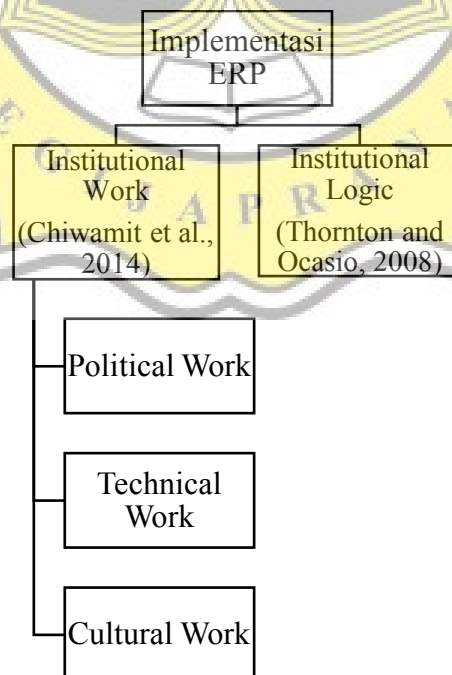 Implementasi
ERP
Institutional
Work
(Chiwamit et al.,
2014)
Institutional
Logic
(Thornton and
Ocasio, 2008)
Political Work
Technical
Work
Cultural Work